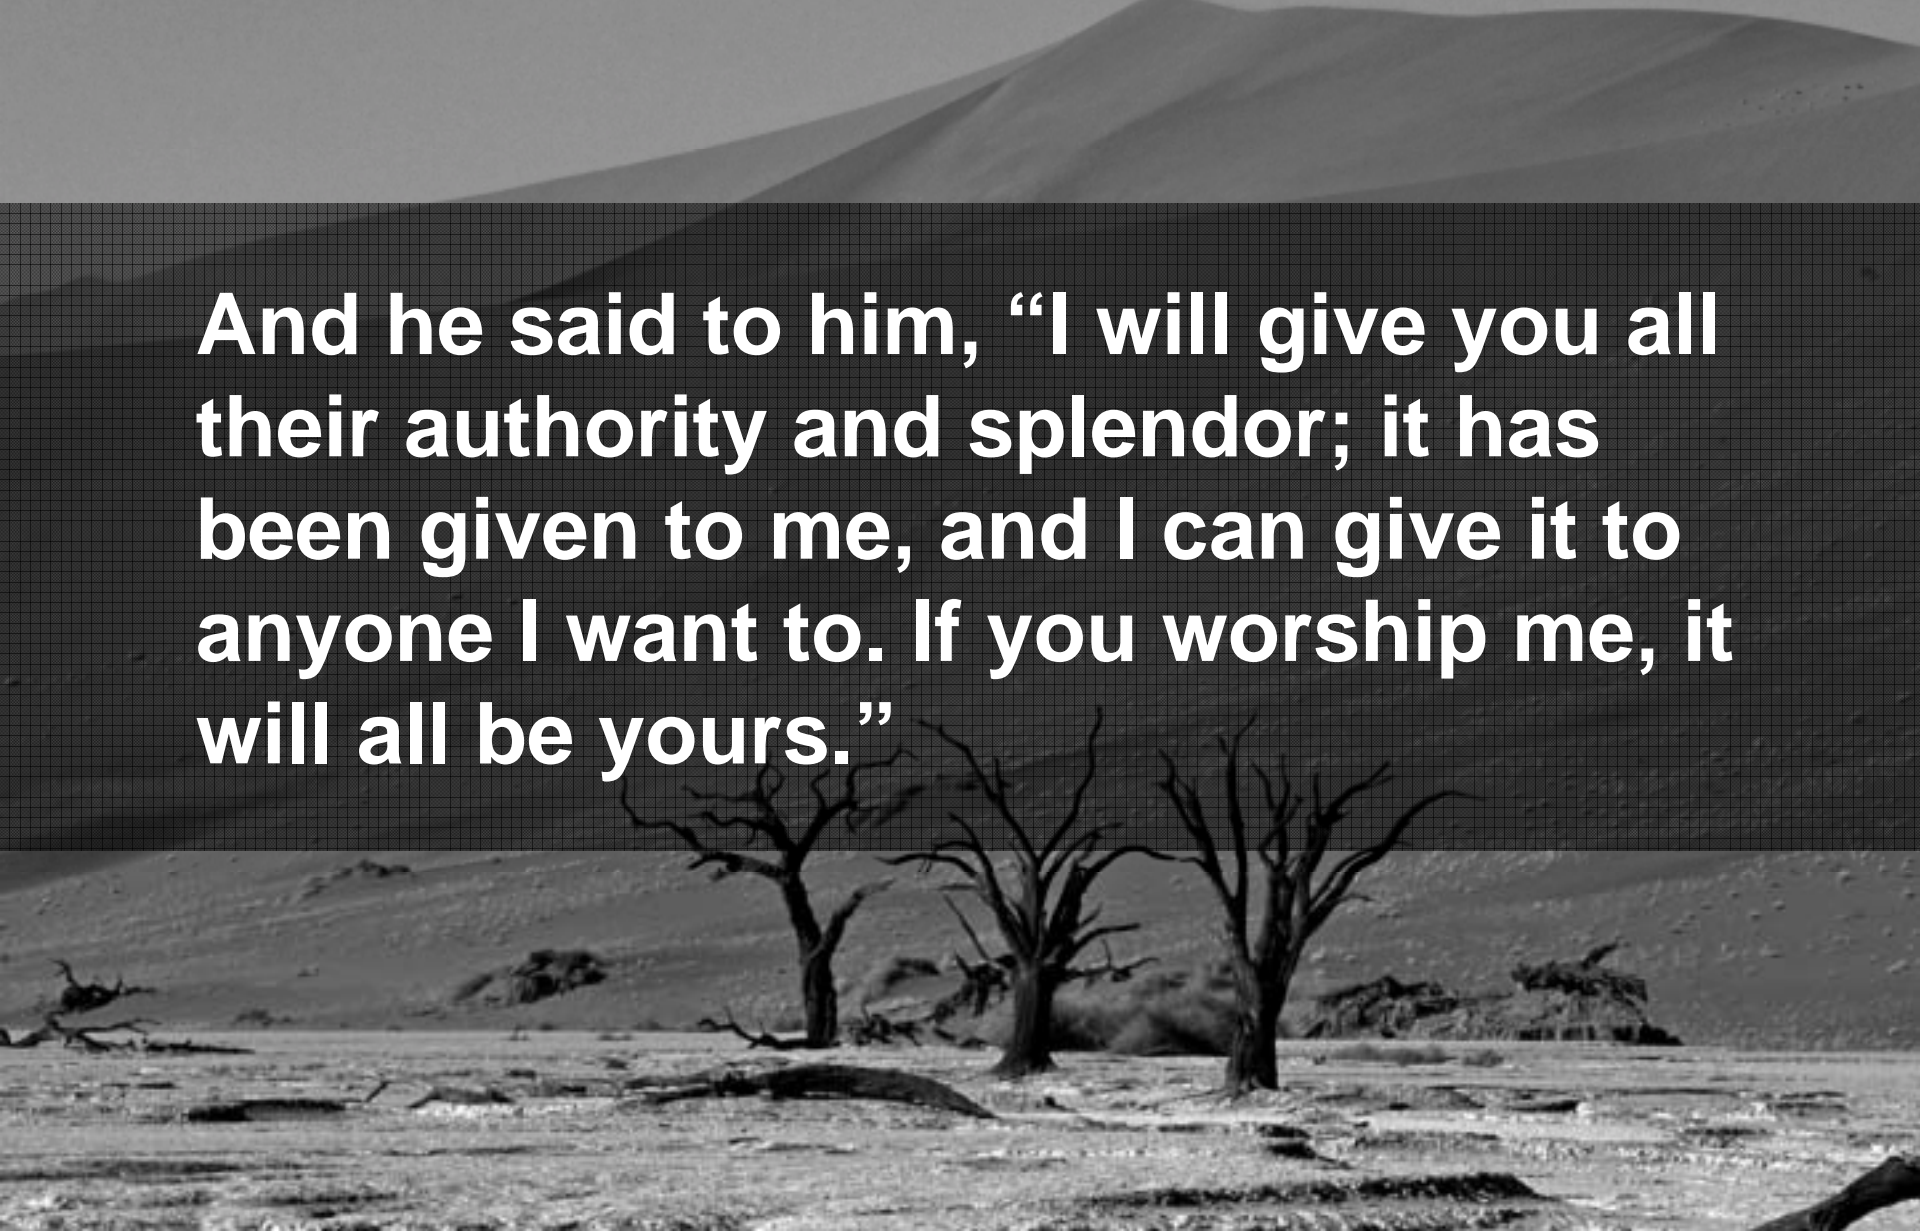 And he said to him, “I will give you all
their authority and splendor; it has
been given to me, and I can give it to
anyone I want to. If you worship me, it
will all be yours.”